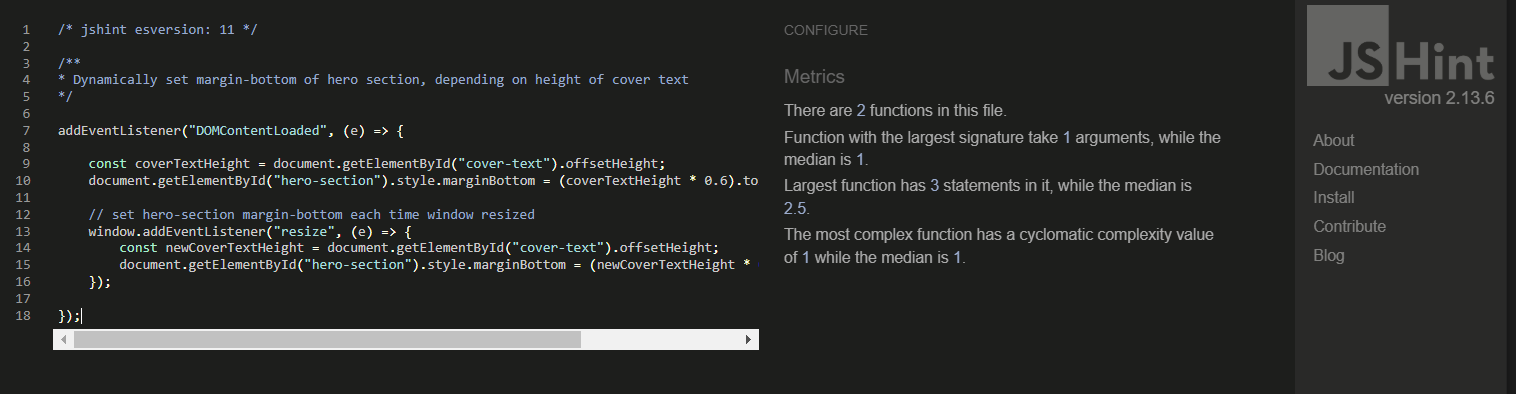 1 /* jshint esversion: 11 */
2
3 /**
4 * Dynamically set margin-bottom of hero section, depending on height of cover text
5 */
6
7 addEventListener("DOMContentLoaded", (e) => {
8
9 const coverTextHeight = document.getElementById("cover-text").offsetHeight;
10 document.getElementById("hero-section").style.marginBottom = (coverTextHeight * 0.6).to
11
12 // set hero-section margin-bottom each time window resized
13 window.addEventListener("resize", (e) => {
14 const newCoverTextHeight = document.getElementById("cover-text").offsetHeight;
15 document.getElementById("hero-section").style.marginBottom = (newCoverTextHeight *
16 });
17
18 });
CONFIGURE
Metrics
There are 2 functions in this file.
Function with the largest signature take 1 arguments, while the
median is 1.
Largest function has 3 statements in it, while the median is
2.5.
The most complex function has a cyclomatic complexity value
of 1 while the median is 1.
JSHint
version 2.13.6
About
Documentation
Install
Contribute
Blog